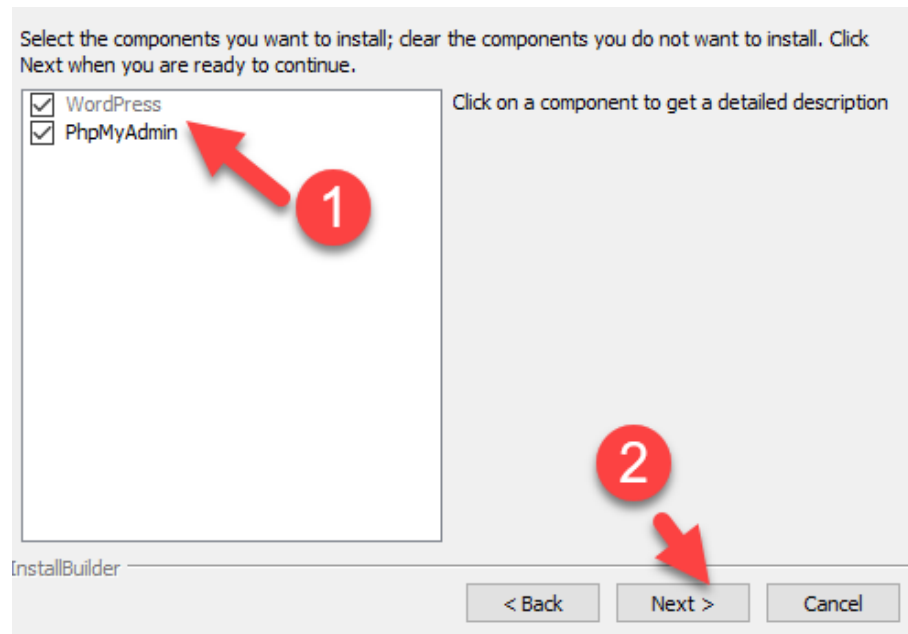 Select the components you want to install; clear the components you do not want to install. Click
Next when you are ready to continue.
WordPress
PhpMyAdmin
Click on a component to get a detailed description
1
2
InstallBuilder
< Back
Next >
Cancel